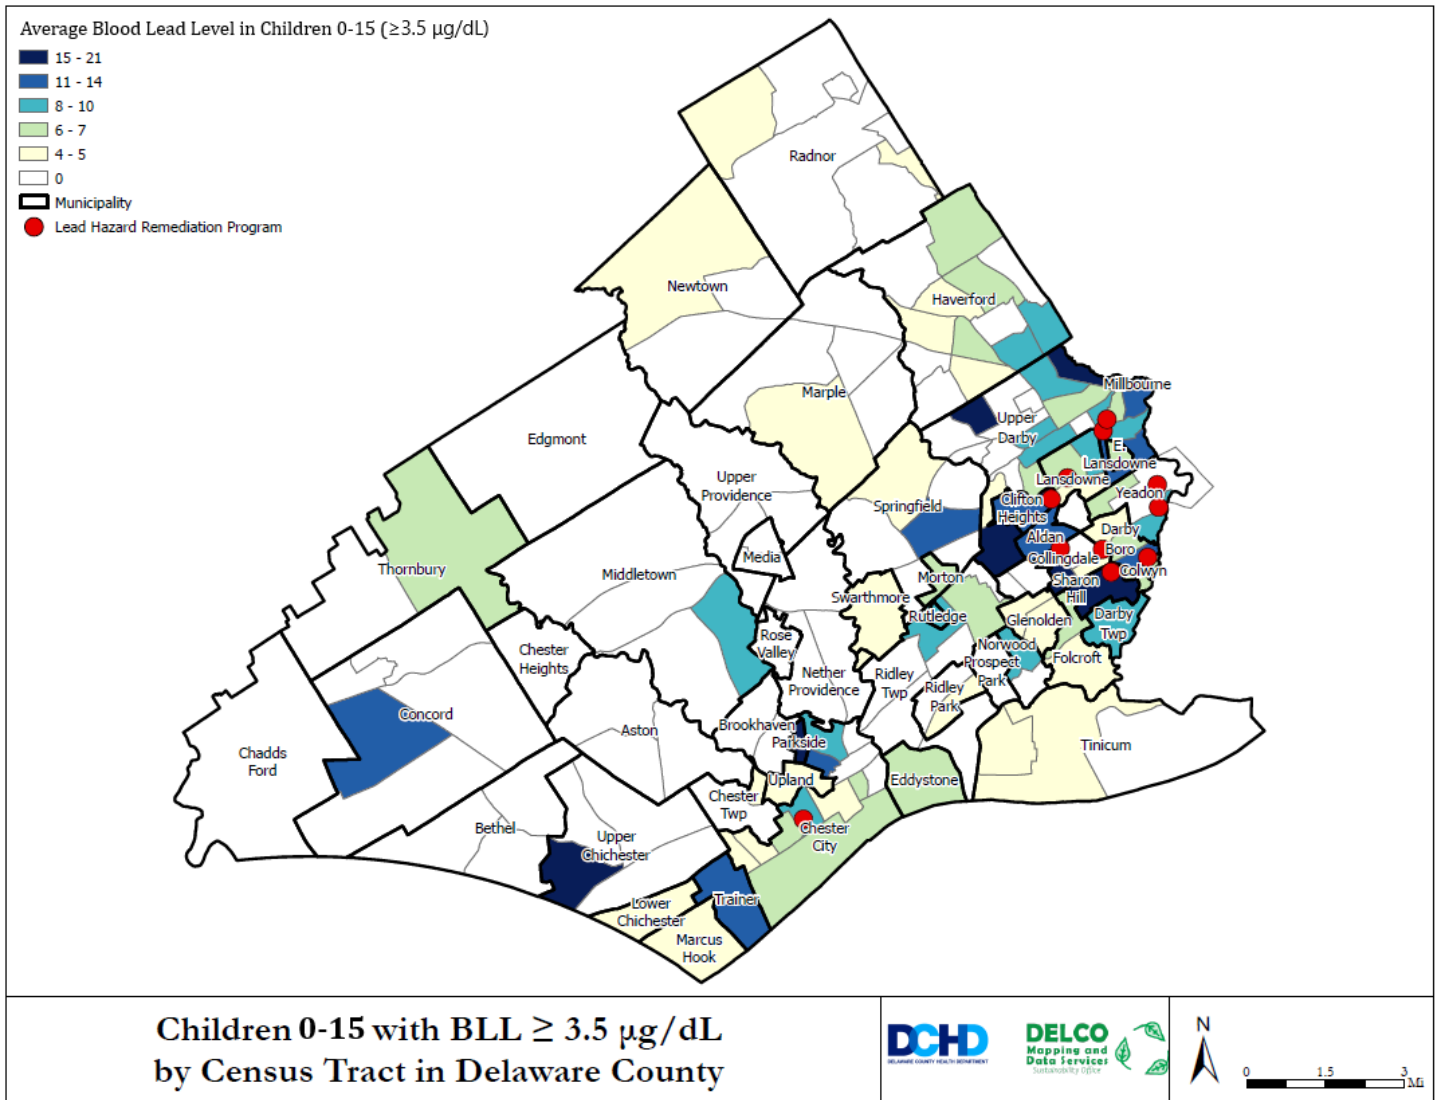 Average Blood Lead Level in Children 0-15 (≥3.5 µg/dL)
15 - 21
11 - 14
8 - 10
6 - 7
4 - 5
0
Municipality
Lead Hazard Remediation Program
Radnor
Newtown
Haverford
Marple
Millbourne
Upper
Darby
Edgmont
E.
Lansdowne
Lansdowne
Upper
Providence
Yeadon
Springfield
Clifton
Heights
Darby
Boro
Aldan
Collingdale
Media
Colwyn
Thornbury
Middletown
Morton
Sharon
Hill
Swarthmore
Rutledge
Glenolden
Darby
Twp
Rose
Valley
Norwood
Chester
Heights
Prospect
Park
Folcroft
Nether
Providence
Ridley
Twp
Ridley
Park
Concord
Brookhaven
Aston
Parkside
Tinicum
Chadds
Ford
Upland
Eddystone
Chester
Twp
Bethel
Upper
Chichester
Chester
City
Trainer
Lower
Chichester
Marcus
Hook
Children 0-15 with BLL ≥ 3.5 µg/dL
by Census Tract in Delaware County
DCHD
DELAWARE COUNTY HEALTH DEPARTMENT
DELCO
Mapping and
Data Services
Sustainability Office
N
0 1.5 3
Mi